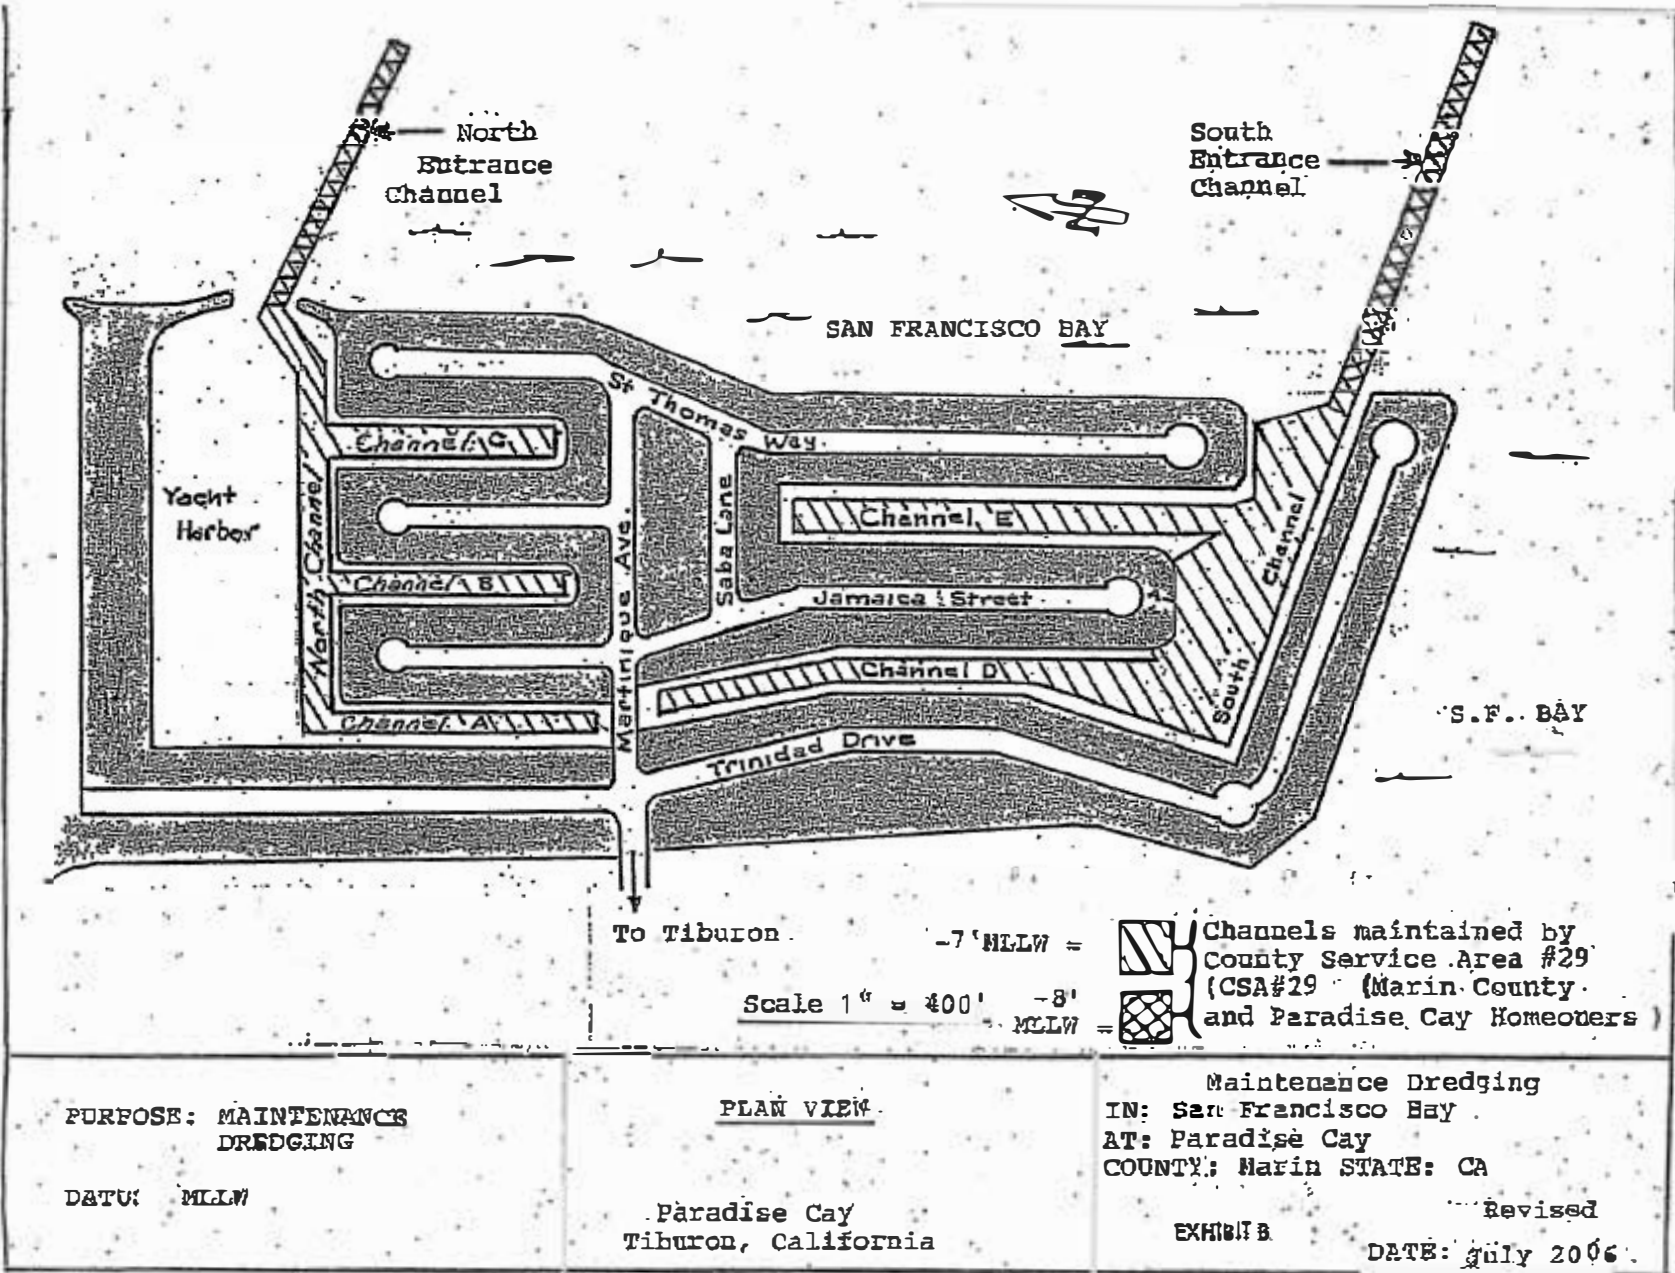 North
Entrance
Channel
South
Entrance
Channel
SAN FRANCISCO BAY
St Thomas Way.
Channel C
Yacht
Harbor
North Channel
Channel B
Channel A
Martinique Ave.
Saba Lane
Channel E
Jamaica Street
Channel D
South Channel
Trinidad Drive
S.F. BAY
To Tiburon
-7' MLLW =
Scale 1" = 400'
-8'
MLLW =
Channels maintained by
County Service Area #29
(CSA#29 (Marin County
and Paradise Cay Homeowners)
PURPOSE: MAINTENANCE
DREDGING
DATU: MLLW
PLAN VIEW
Paradise Cay
Tiburon, California
Maintenance Dredging
IN: San Francisco Bay
AT: Paradise Cay
COUNTY: Marin STATE: CA
Revised
EXHIBIT B
DATE: July 2006